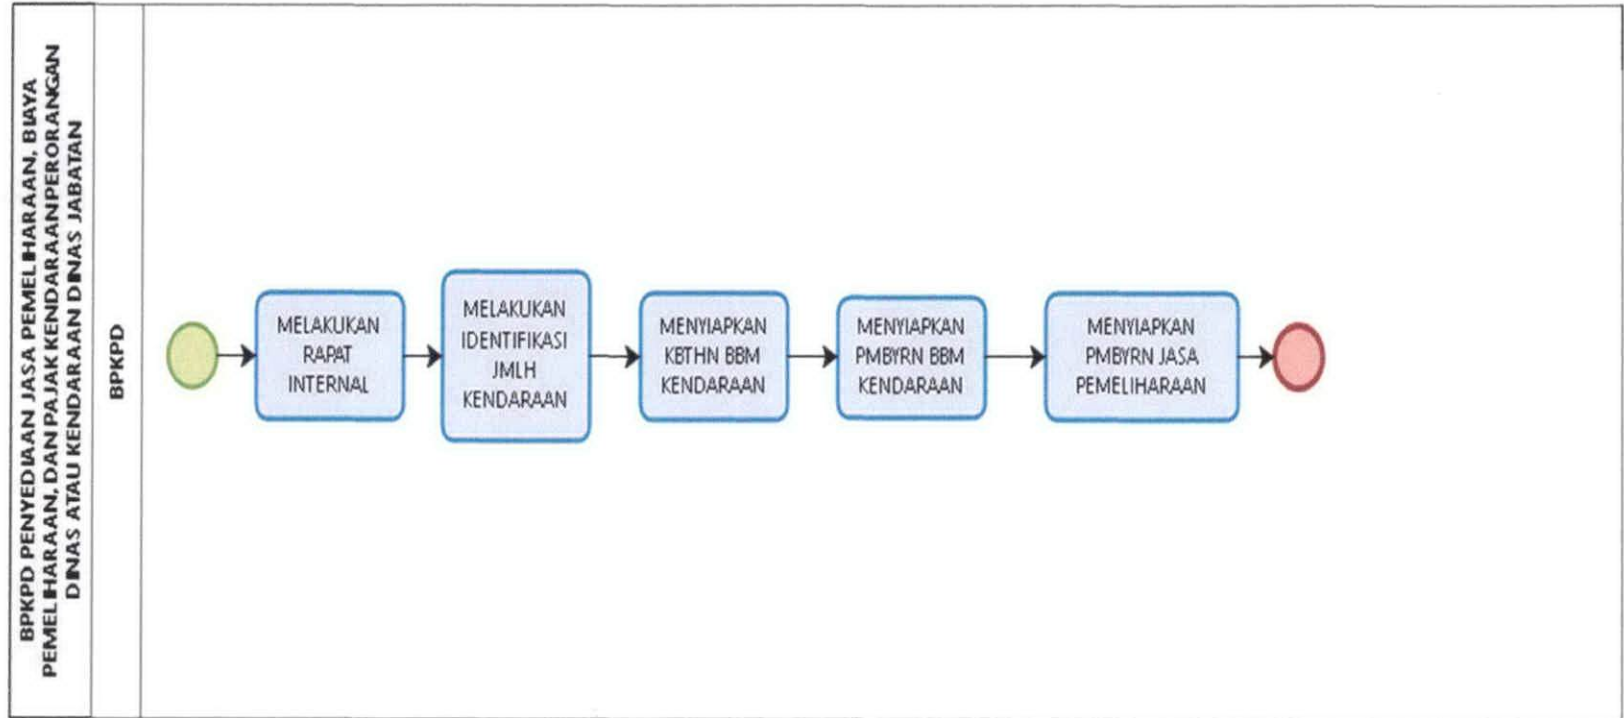 BPKPD PENYEDIAAN JASA PEMELIHARAAN, BIAYA
PEMELIHARAAN, DAN PAJAK KENDARAAN PERORANGAN
DINAS ATAU KENDARAAN DINAS JABATAN
BPKPD
MELAKUKAN
RAPAT
INTERNAL
MELAKUKAN
IDENTIFIKASI
JMLH
KENDARAAN
MENYIAPKAN
KBTHN BBM
KENDARAAN
MENYIAPKAN
PMBYRN BBM
KENDARAAN
MENYIAPKAN
PMBYRN JASA
PEMELIHARAAN